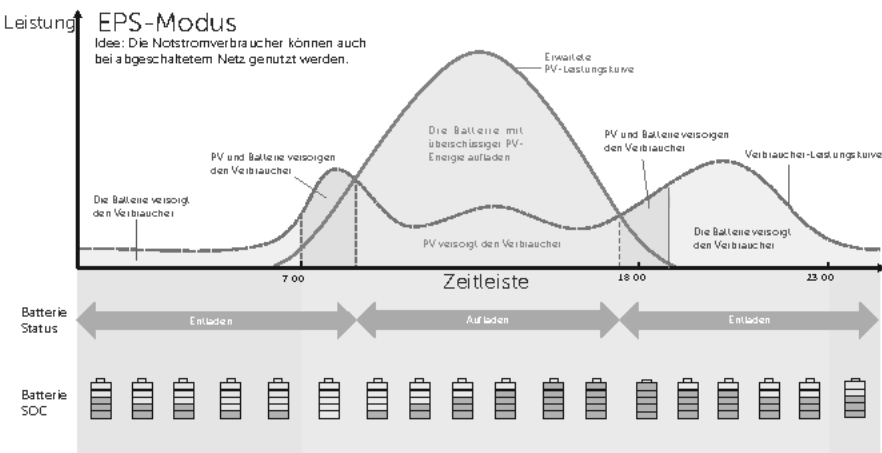 Leistung
EPS-Modus
Idee: Die Notstromverbraucher können auch
bei abgeschaltetem Netz genutzt werden.
Erwartete
PV-Leistungskurve
Die Batterie mit
überschüssiger PV-
Energie aufladen
PV und Batterie versorgen
den Verbraucher
PV und Batterie versorgen
den Verbraucher
Verbraucher-Leistungskurve
Die Batterie versorgt
den Verbraucher
PV versorgt den Verbraucher
Die Batterie versorgt
den Verbraucher
7 00
Zeitleiste
18 00
23 00
Batterie
Status
Entladen
Aufladen
Entladen
Batterie
SOC